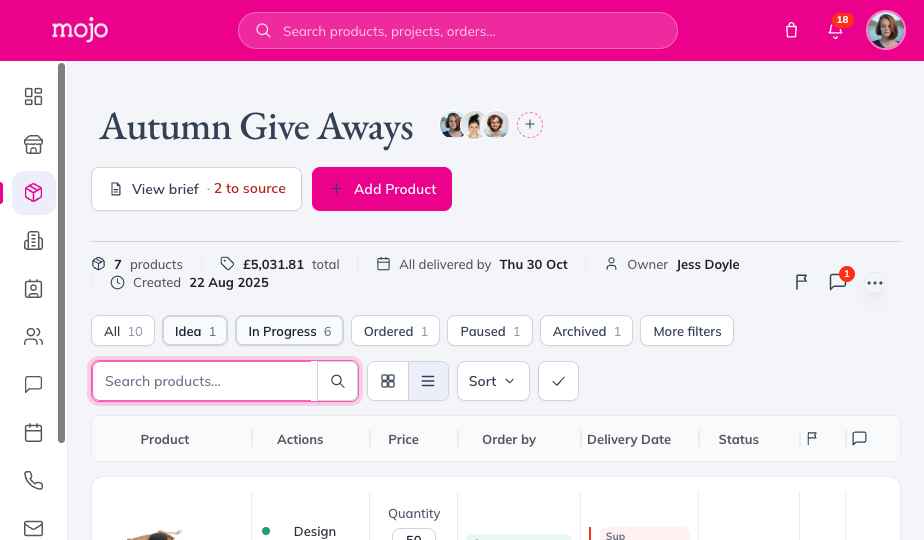 mojo
Search products, projects, orders...
18
Autumn Give Aways
View brief · 2 to source
Add Product
7 products
£5,031.81 total
All delivered by Thu 30 Oct
Owner Jess Doyle
Created 22 Aug 2025
1
All 10
Idea 1
In Progress 6
Ordered 1
Paused 1
Archived 1
More filters
Search products...
Sort
Product Actions Price Order by Delivery Date Status
Quantity
Design
50
Sup